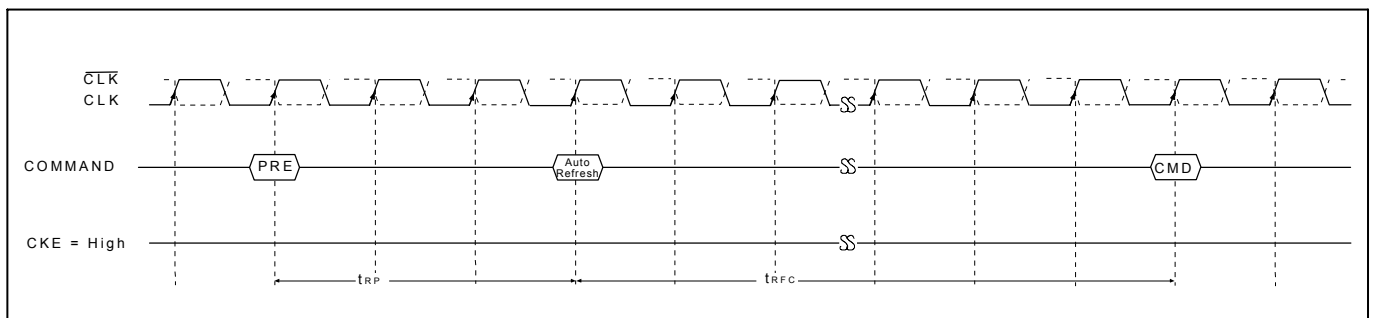 CLK
CLK
COMMAND
PRE
Auto
Refresh
CMD
CKE = High
tRP
tRFC